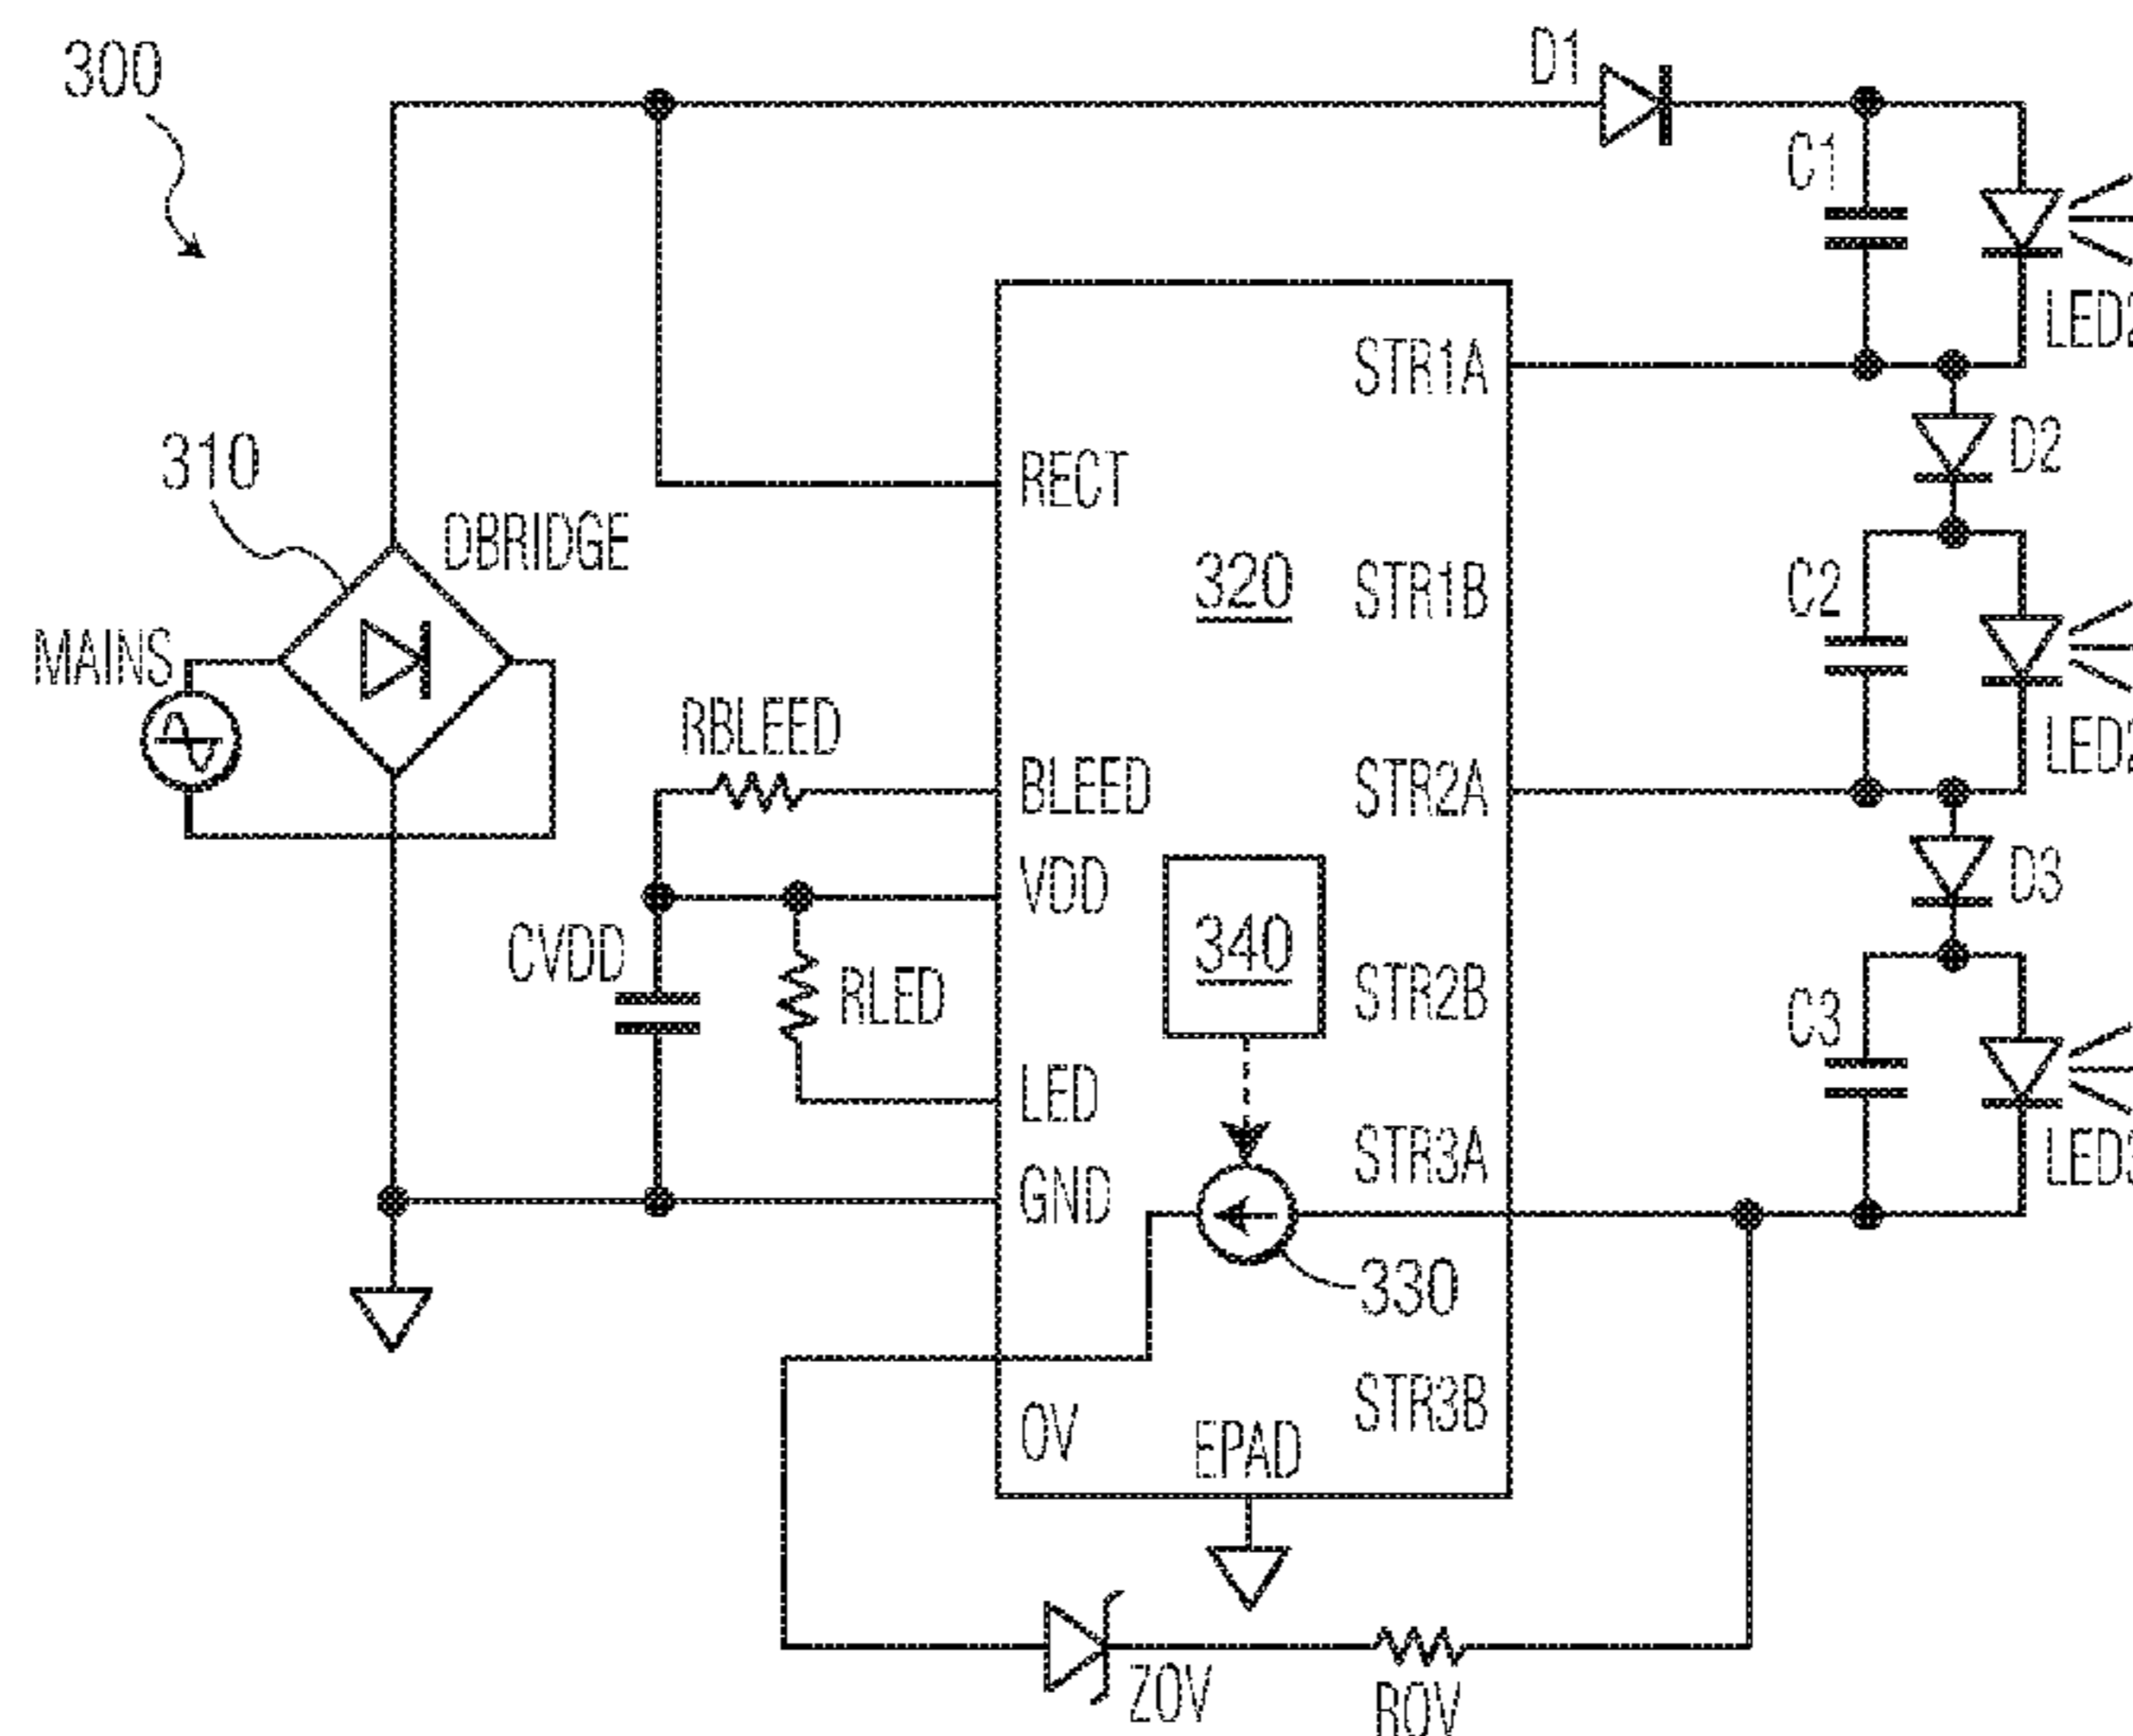 300
D1
C1
LED2
STR1A
D2
310
RECT
DBRIDGE
320
STR1B
C2
MAINS
RBLEED
LED2
BLEED
STR2A
VDD
D3
340
CVDD
RLED
STR2B
C3
LED
STR3A
LED3
GND
330
STR3B
OV
EPAD
ZOV
ROV